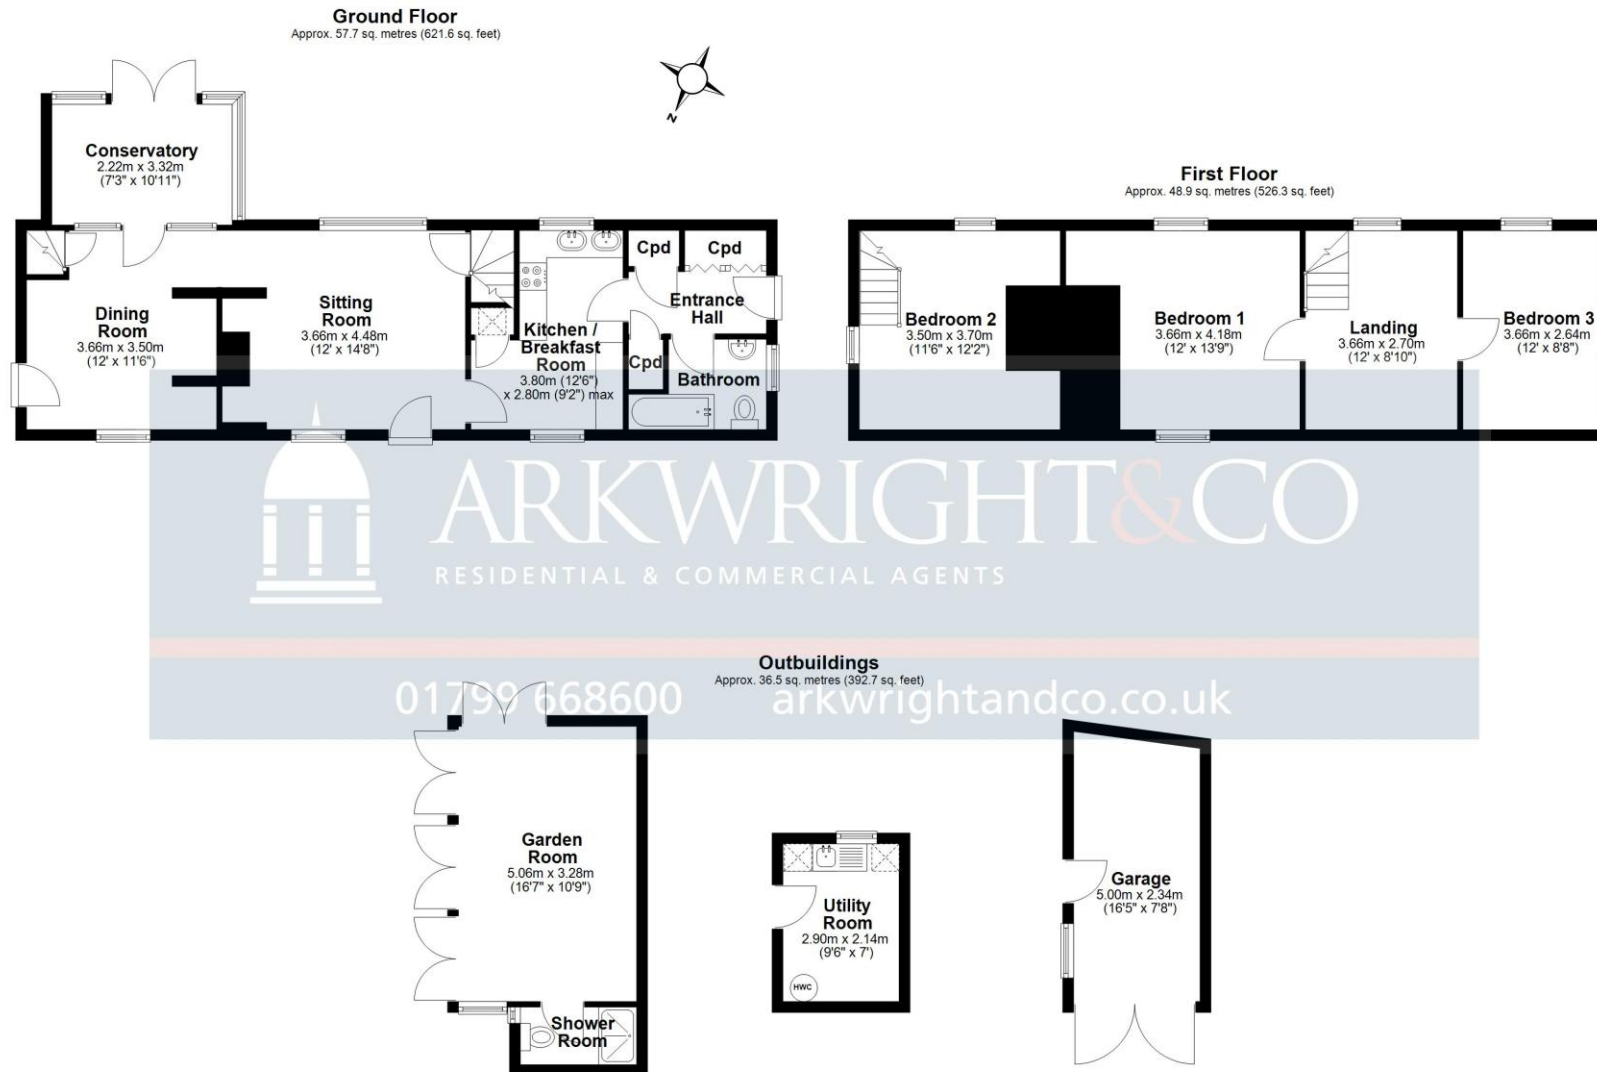 Ground Floor
Approx. 57.7 sq. metres (621.6 sq. feet)
N
Conservatory
2.22m x 3.32m
(7'3" x 10'11")
First Floor
Approx. 48.9 sq. metres (526.3 sq. feet)
Cpd
Cpd
Entrance
Hall
Dining
Room
3.66m x 3.50m
(12' x 11'6")
Sitting
Room
3.66m x 4.48m
(12' x 14'8")
Kitchen /
Breakfast
Room
3.80m (12'6")
x 2.80m (9'2") max
Cpd
Bathroom
Bedroom 2
3.50m x 3.70m
(11'6" x 12'2")
Bedroom 1
3.66m x 4.18m
(12' x 13'9")
Landing
3.66m x 2.70m
(12' x 8'10")
Bedroom 3
3.66m x 2.64m
(12' x 8'8")
ARKWRIGHT&CO
RESIDENTIAL & COMMERCIAL AGENTS
Outbuildings
Approx. 36.5 sq. metres (392.7 sq. feet)
01799 668600 arkwrightandco.co.uk
Garden
Room
5.06m x 3.28m
(16'7" x 10'9")
Shower
Room
Utility
Room
2.90m x 2.14m
(9'6" x 7')
HWC
Garage
5.00m x 2.34m
(16'5" x 7'8")